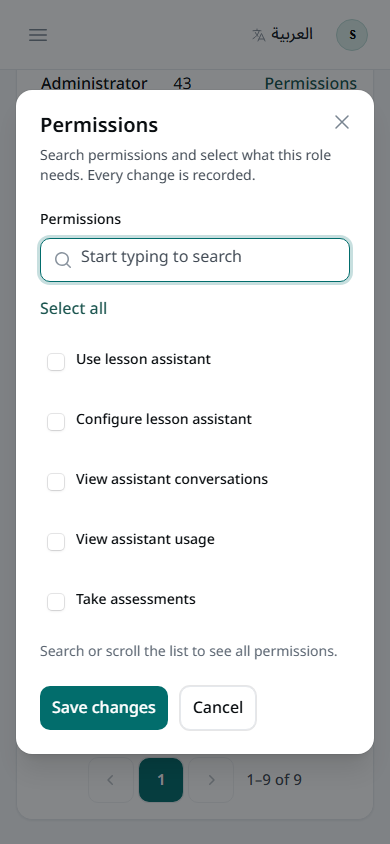 العربية
S
Administrator 43 Permissions
Permissions
Search permissions and select what this role
needs. Every change is recorded.
Permissions
Start typing to search
Select all
Use lesson assistant
Configure lesson assistant
View assistant conversations
View assistant usage
Take assessments
Search or scroll the list to see all permissions.
Save changes Cancel
1 1–9 of 9